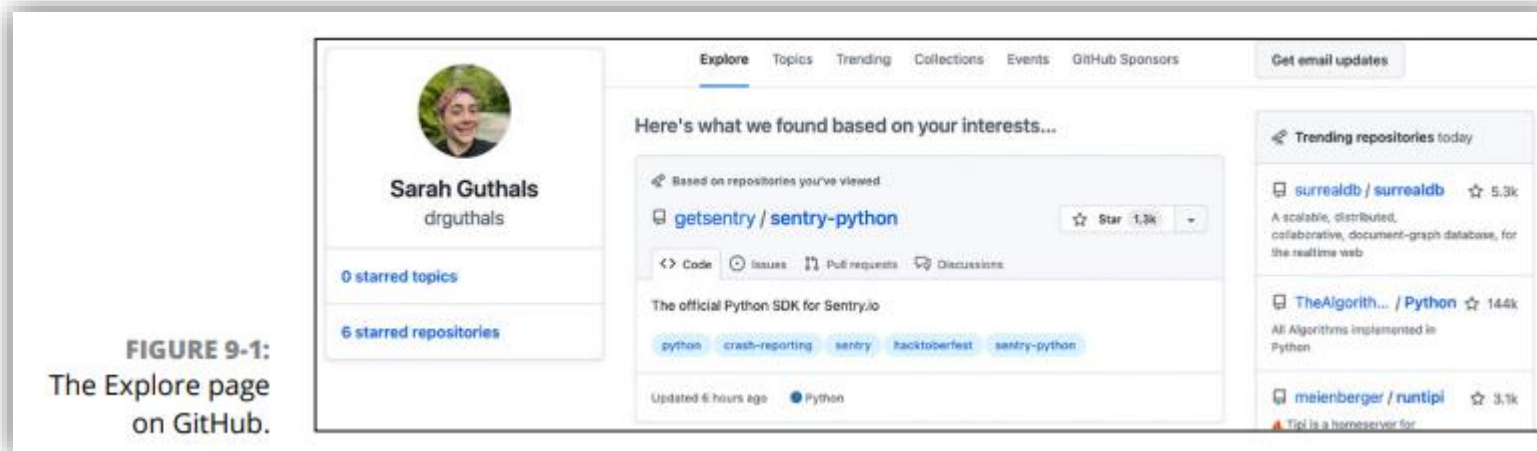 Explore Topics Trending Collections Events GitHub Sponsors
Get email updates
Sarah Guthals
drguthals
0 starred topics
6 starred repositories
Here's what we found based on your interests...
Based on repositories you've viewed
getsentry / sentry-python
Star 1.3k
Code Issues Pull requests Discussions
The official Python SDK for Sentry.io
python crash-reporting sentry hacktoberfest sentry-python
Updated 6 hours ago Python
Trending repositories today
surrealdb / surrealdb 5.3k
A scalable, distributed,
collaborative, document-graph database, for
the realtime web
TheAlgorith... / Python 144k
All Algorithms implemented in
Python
meienberger / runtipi 3.1k
Tipi is a homeserver for
FIGURE 9-1:
The Explore page
on GitHub.